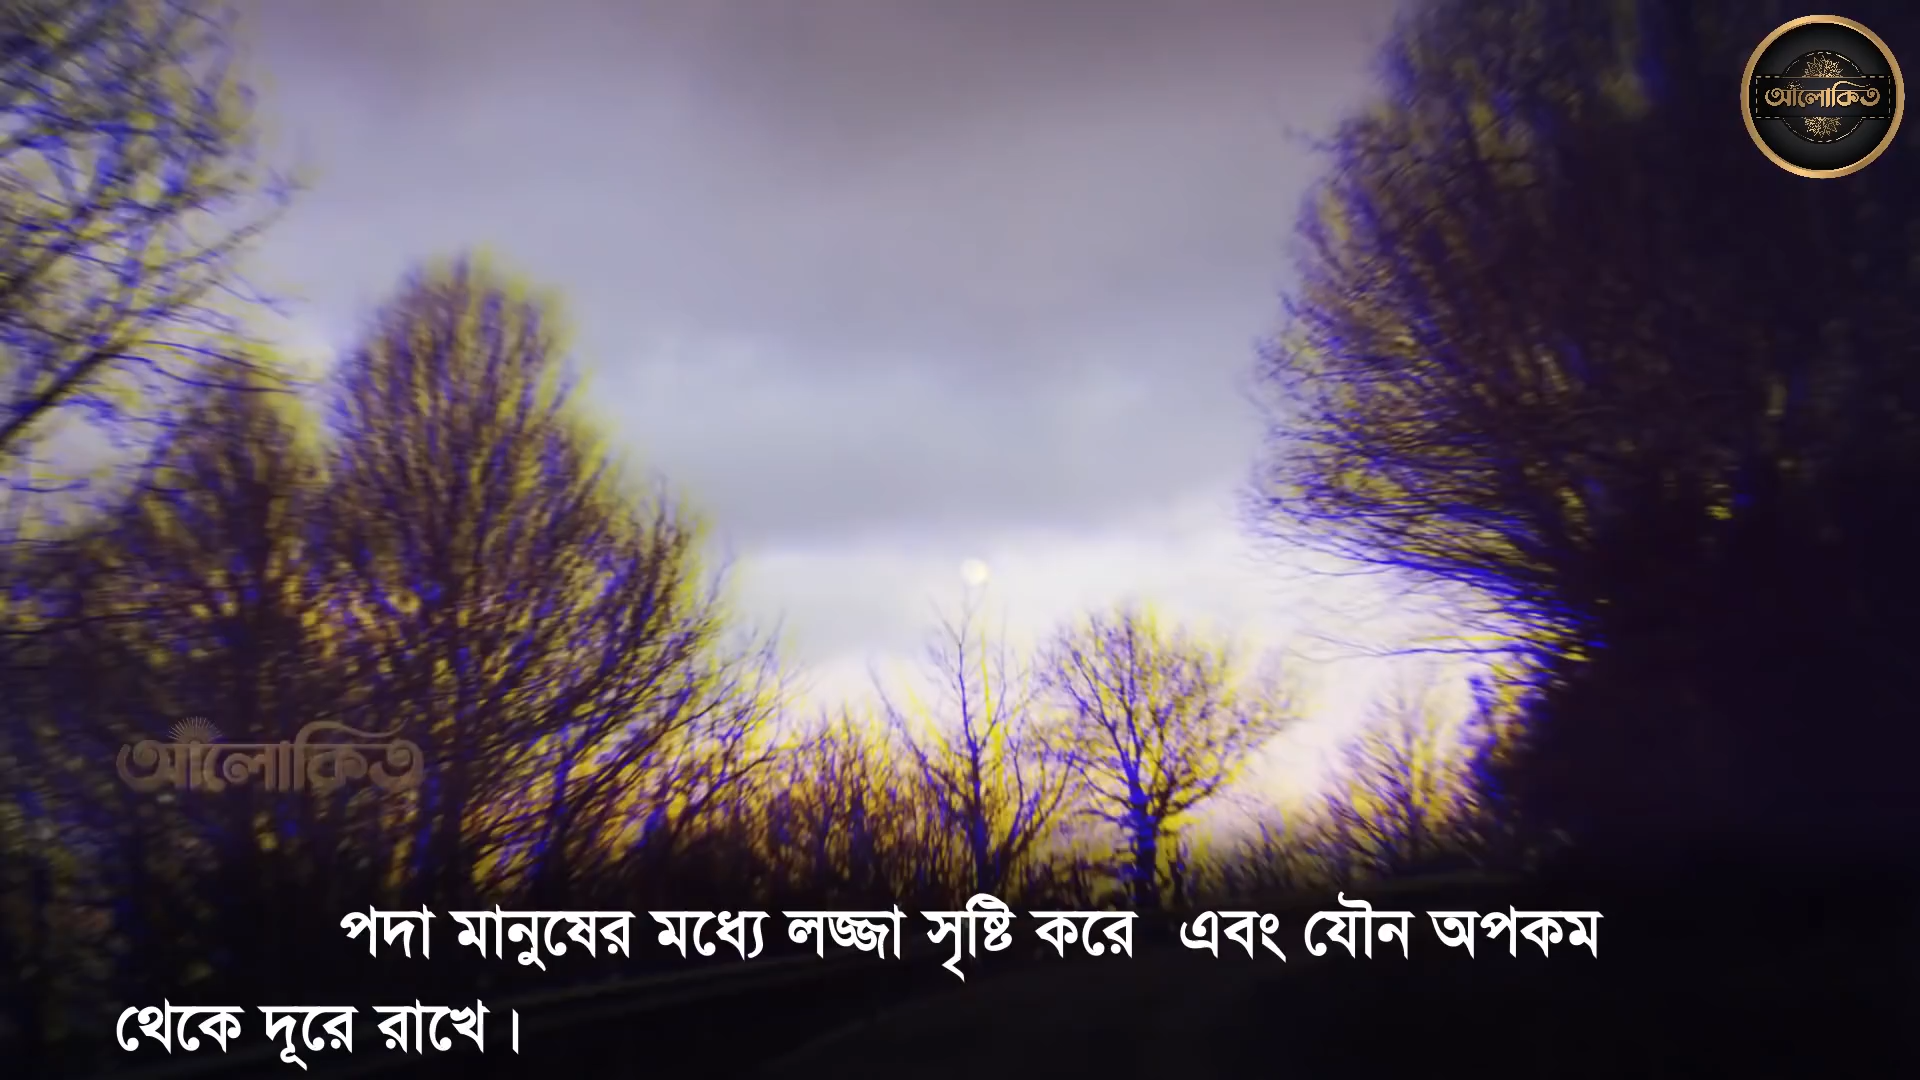 আলোকিত
আলোকিত
পদা মানুষের মধ্যে লজ্জা সৃষ্টি করে এবং যৌন অপকম
থেকে দূরে রাখে।